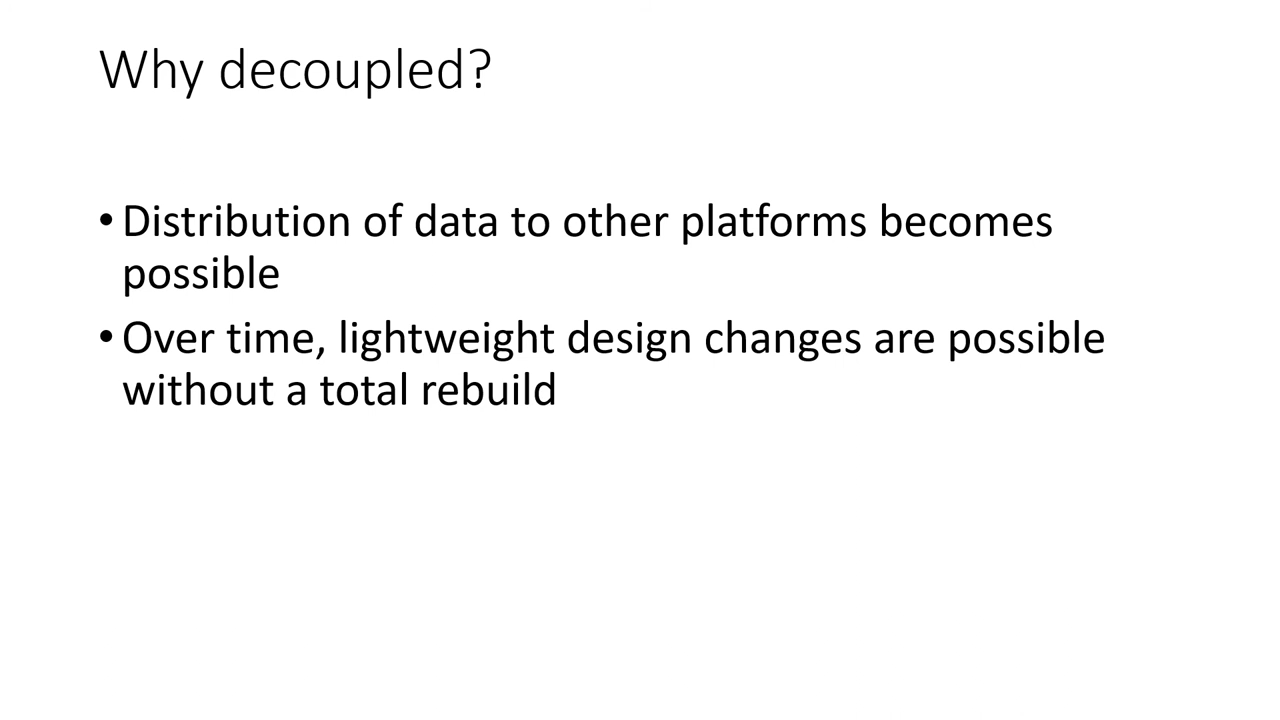 Why decoupled?
• Distribution of data to other platforms becomes
possible
• Over time, lightweight design changes are possible
without a total rebuild